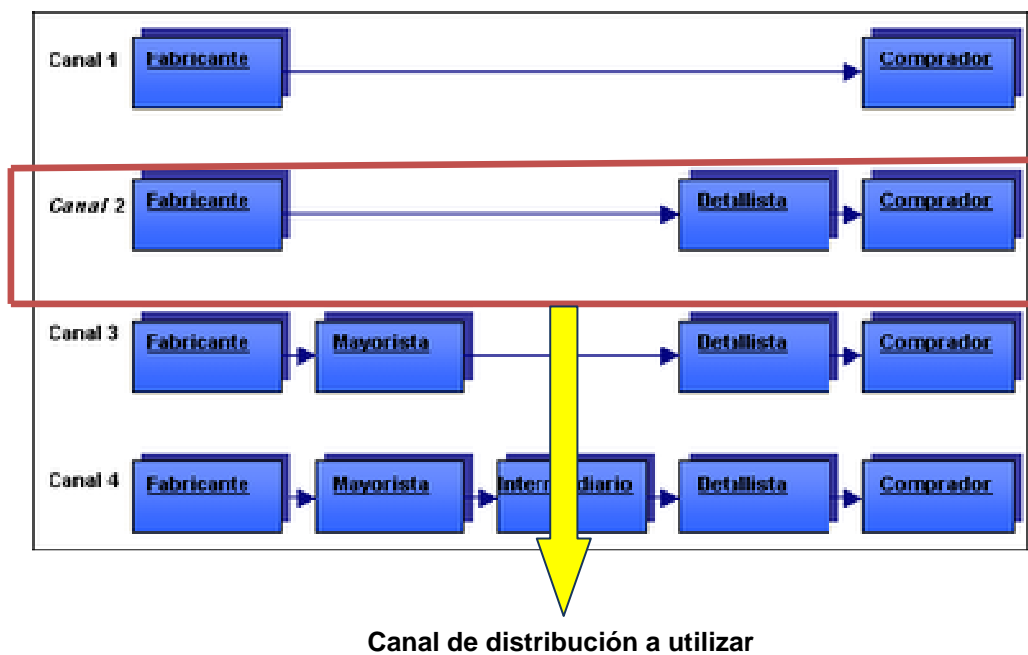 Canal 1 Fabricante Comprador
Canal 2 Fabricante Detallista Comprador
Canal 3 Fabricante Mayorista Detallista Comprador
Canal 4 Fabricante Mayorista Intermediario Detallista Comprador
Canal de distribución a utilizar